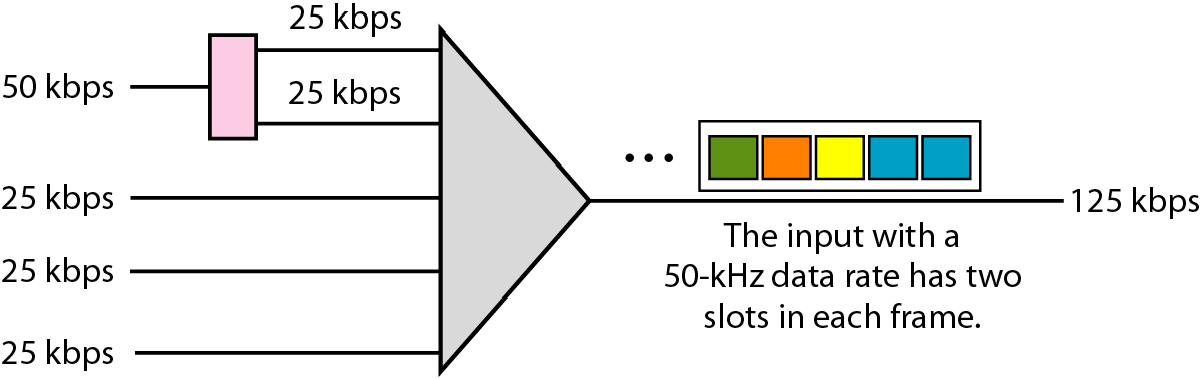 25 kbps
50 kbps
25 kbps
25 kbps
125 kbps
The input with a
50-kHz data rate has two
slots in each frame.
25 kbps
25 kbps